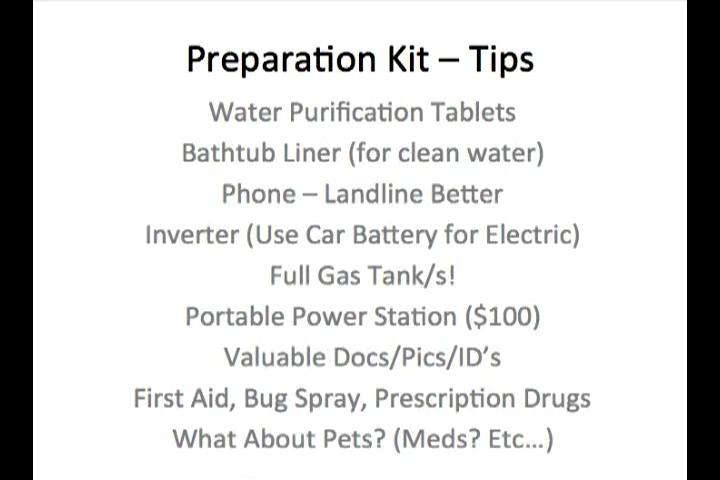 Preparation Kit – Tips
Water Purification Tablets
Bathtub Liner (for clean water)
Phone – Landline Better
Inverter (Use Car Battery for Electric)
Full Gas Tank/s!
Portable Power Station ($100)
Valuable Docs/Pics/ID’s
First Aid, Bug Spray, Prescription Drugs
What About Pets? (Meds? Etc…)